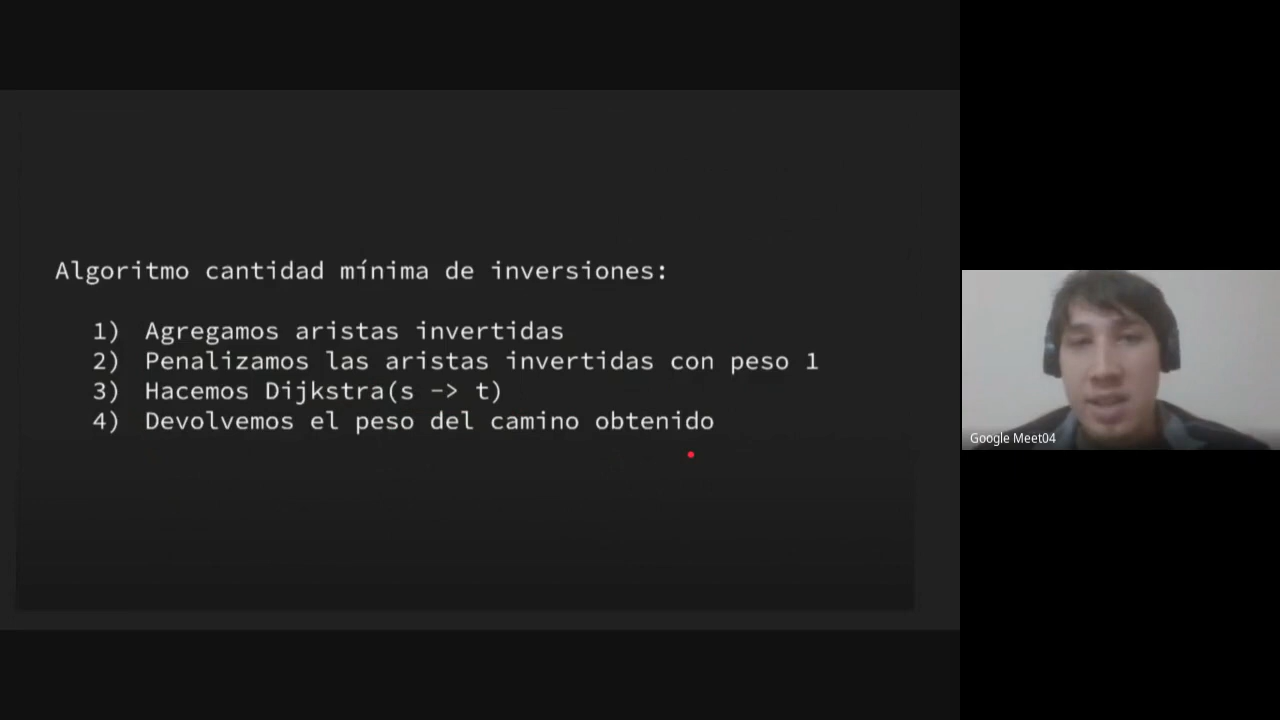 Algoritmo cantidad mínima de inversiones:
1) Agregamos aristas invertidas
2) Penalizamos las aristas invertidas con peso 1
3) Hacemos Dijkstra(s -> t)
4) Devolvemos el peso del camino obtenido
Google Meet04